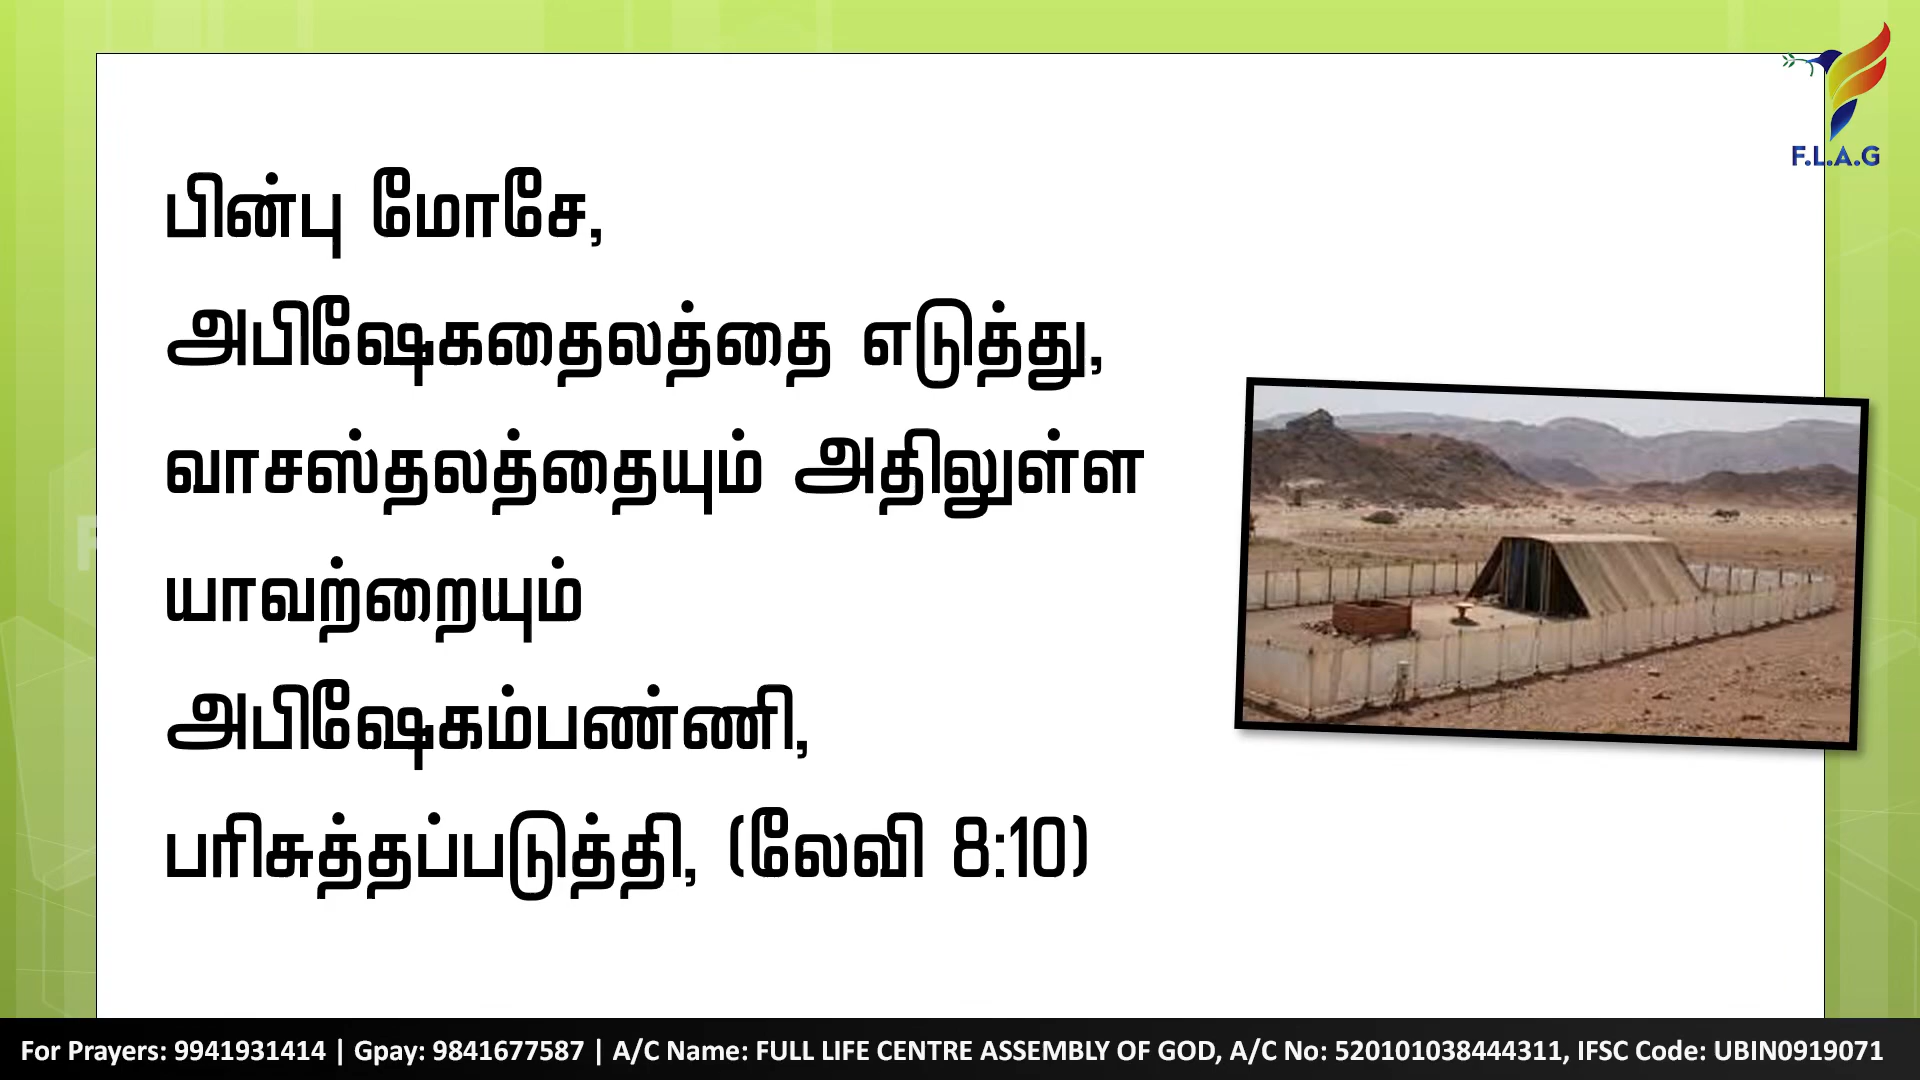 பின்பு மோசே,
அபிஷேகதைலத்தை எடுத்து,
வாசஸ்தலத்தையும் அதிலுள்ள
யாவற்றையும்
அபிஷேகம்பண்ணி,
பரிசுத்தப்படுத்தி, (லேவி 8:10)
F.L.A.G
For Prayers: 9941931414 | Gpay: 9841677587 | A/C Name: FULL LIFE CENTRE ASSEMBLY OF GOD, A/C No: 520101038444311, IFSC Code: UBIN0919071